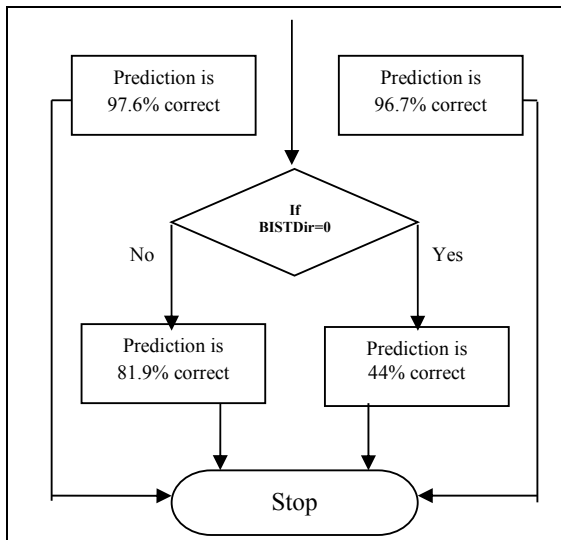 Prediction is
97.6% correct
Prediction is
96.7% correct
If
BISTDir=0
No
Yes
Prediction is
81.9% correct
Prediction is
44% correct
Stop